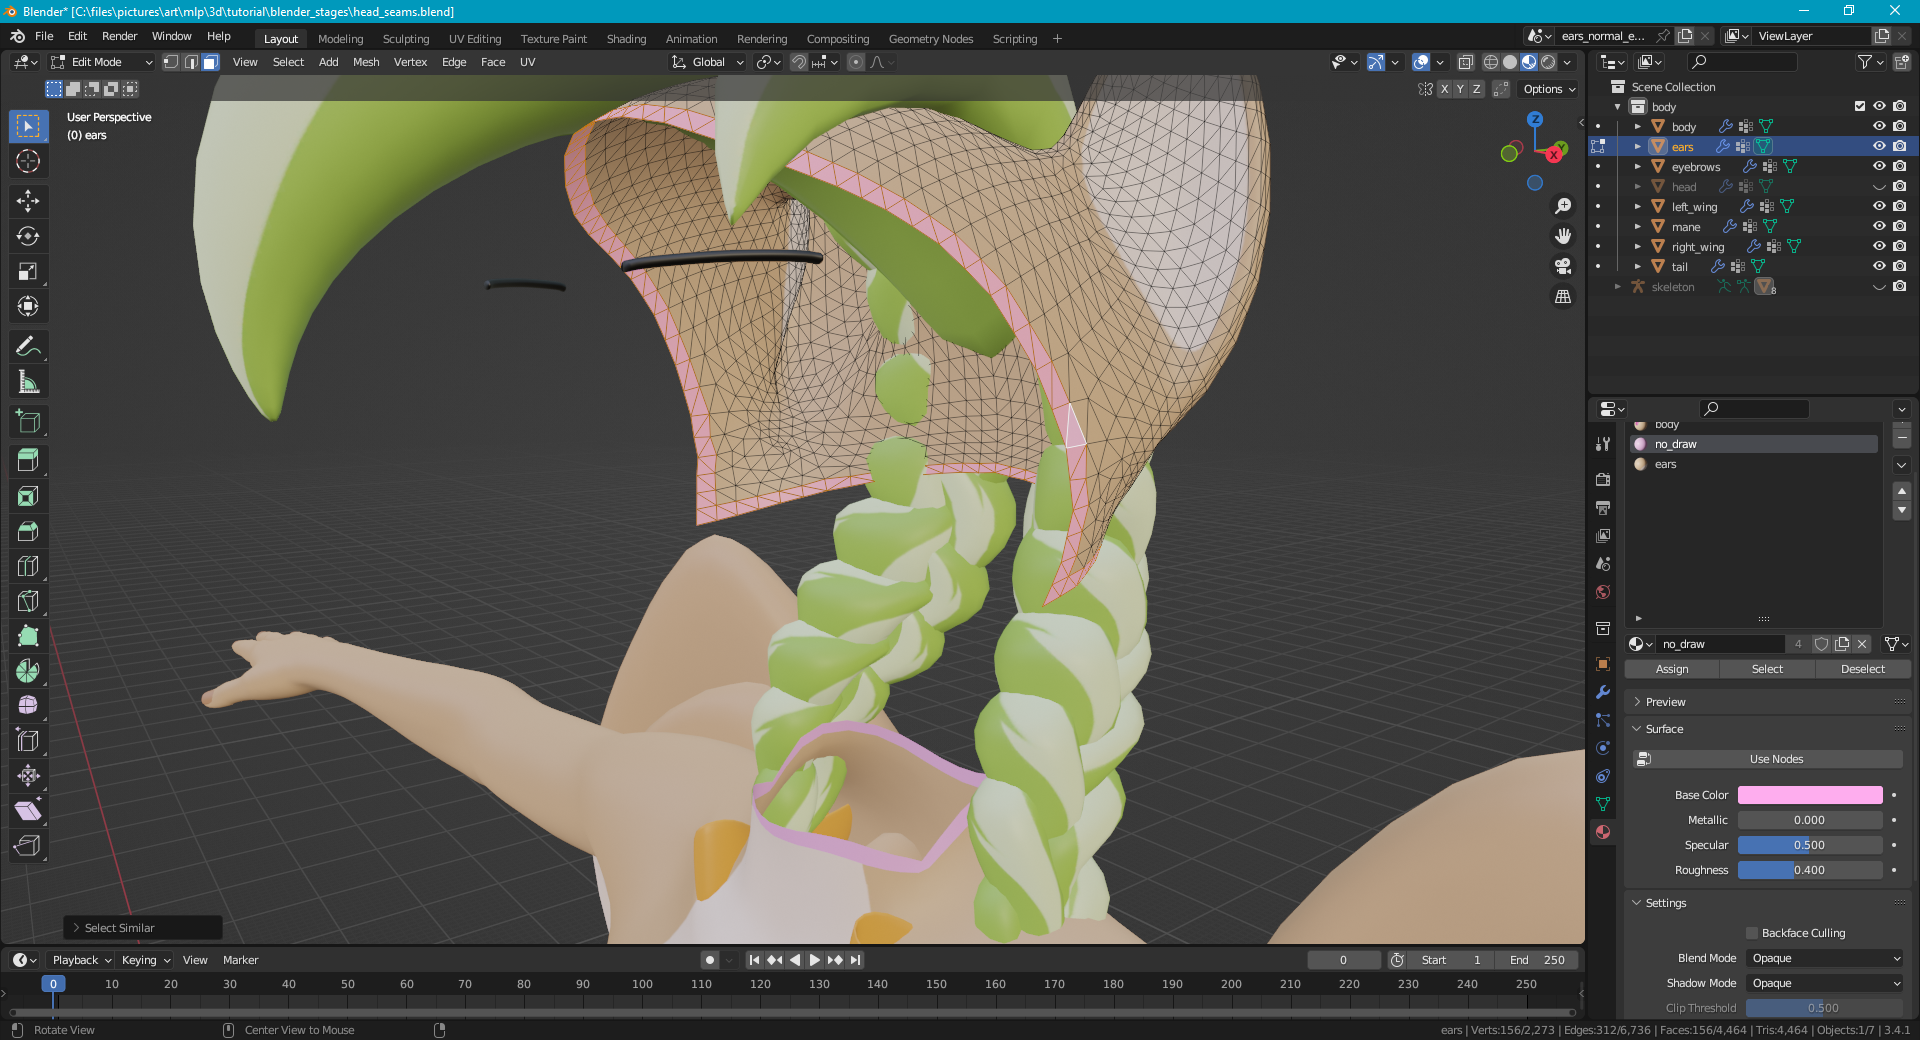 Blender* [C:\files\pictures\art\mlp\3d\tutorial\blender_stages\head_seams.blend]
File Edit Render Window Help Layout Modeling Sculpting UV Editing Texture Paint Shading Animation Rendering Compositing Geometry Nodes Scripting + ears_normal_e... ViewLayer
Edit Mode View Select Add Mesh Vertex Edge Face UV Global
X Y Z Options
User Perspective
(0) ears
Z Y X
Scene Collection
body
body
ears
eyebrows
head
left_wing
mane
right_wing
tail
skeleton 8
body
no_draw
ears
no_draw 4
Assign Select Deselect
Preview
Surface
Use Nodes
Base Color
Metallic 0.000
Specular 0.500
Roughness 0.400
Settings
Backface Culling
Blend Mode Opaque
Shadow Mode Opaque
Clip Threshold 0.500
Select Similar
Playback Keying View Marker 0 Start 1 End 250
0 10 20 30 40 50 60 70 80 90 100 110 120 130 140 150 160 170 180 190 200 210 220 230 240 250
Rotate View Center View to Mouse ears | Verts:156/2,273 | Edges:312/6,736 | Faces:156/4,464 | Tris:4,464 | Objects:1/7 | 3.4.1